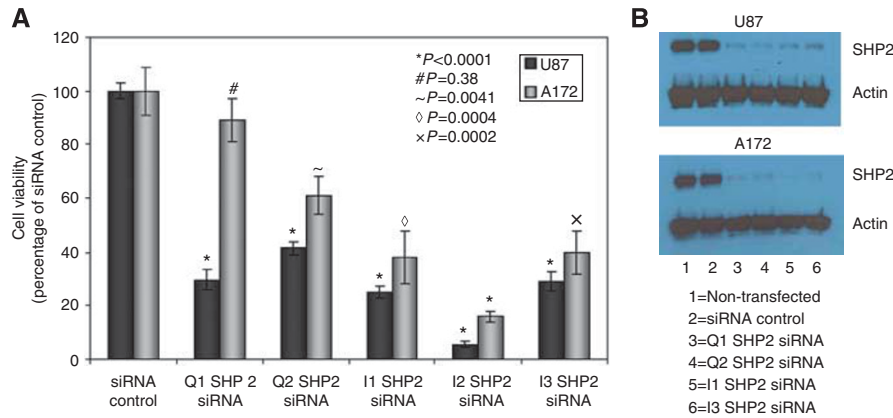 A
120
100
80
60
40
20
0
Cell viability
(percentage of siRNA control)
*P<0.0001
#P=0.38
~P=0.0041
◊P=0.0004
×P=0.0002
U87
A172
*
#
*
~
*
◊
*
*
*
×
siRNA
control
Q1 SHP 2
siRNA
Q2 SHP2
siRNA
I1 SHP2
siRNA
I2 SHP2
siRNA
I3 SHP2
siRNA
B
U87
SHP2
Actin
A172
SHP2
Actin
1 2 3 4 5 6
1=Non-transfected
2=siRNA control
3=Q1 SHP2 siRNA
4=Q2 SHP2 siRNA
5=I1 SHP2 siRNA
6=I3 SHP2 siRNA